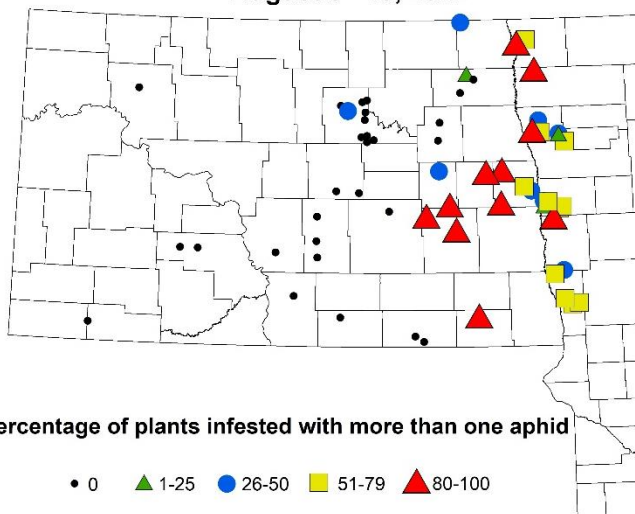 ercentage of plants infested with more than one aphid
0 1-25 26-50 51-79 80-100